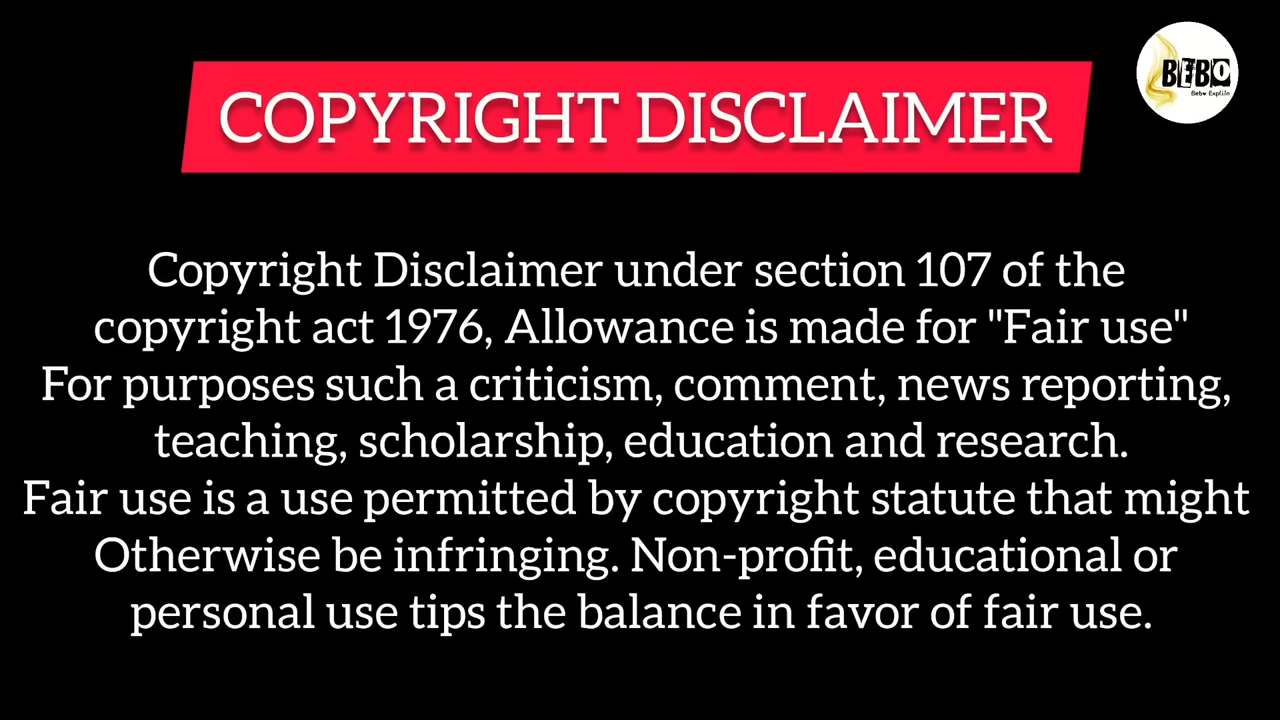 BEBO
COPYRIGHT DISCLAIMER
Copyright Disclaimer under section 107 of the
copyright act 1976, Allowance is made for "Fair use"
For purposes such a criticism, comment, news reporting,
teaching, scholarship, education and research.
Fair use is a use permitted by copyright statute that might
Otherwise be infringing. Non-profit, educational or
personal use tips the balance in favor of fair use.